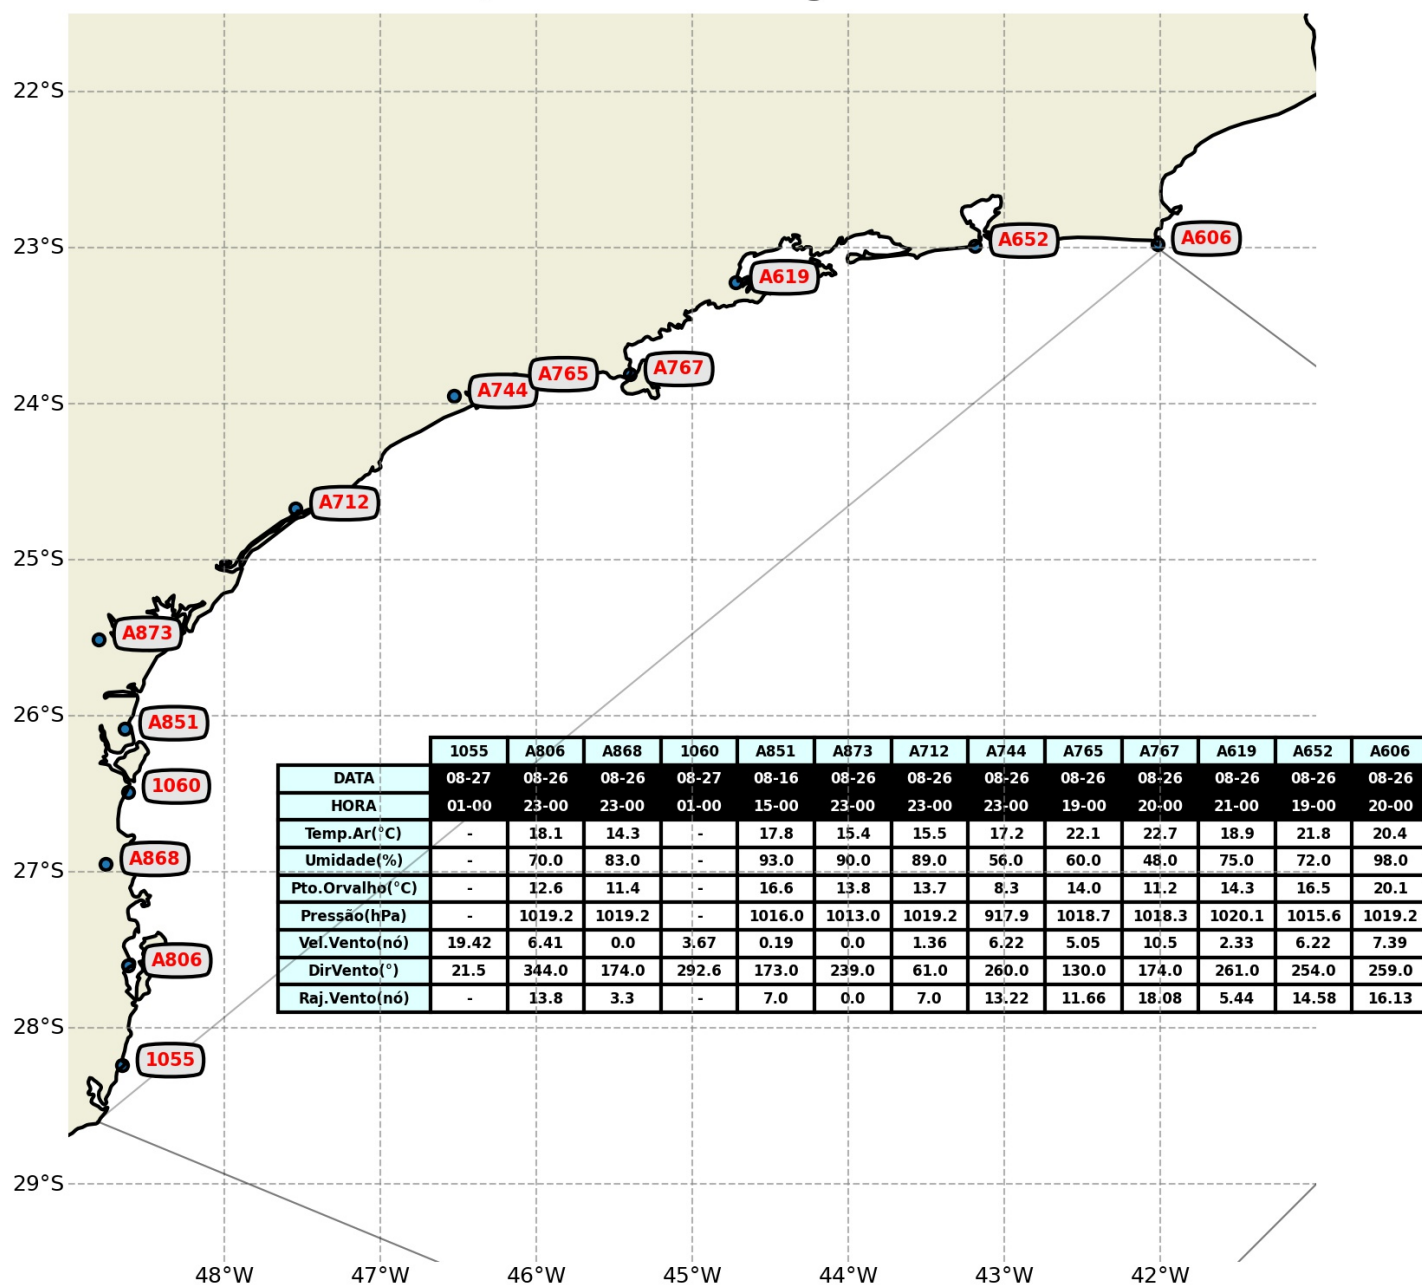 22°S
23°S
24°S
25°S
26°S
27°S
28°S
29°S
A652
A606
A619
A767
A765
A744
A712
A873
A851
1060
A868
A806
1055
1055 A806 A868 1060 A851 A873 A712 A744 A765 A767 A619 A652 A606
DATA 08-27 08-26 08-26 08-27 08-16 08-26 08-26 08-26 08-26 08-26 08-26 08-26 08-26
HORA 01-00 23-00 23-00 01-00 15-00 23-00 23-00 23-00 19-00 20-00 21-00 19-00 20-00
Temp.Ar(°C) - 18.1 14.3 - 17.8 15.4 15.5 17.2 22.1 22.7 18.9 21.8 20.4
Umidade(%) - 70.0 83.0 - 93.0 90.0 89.0 56.0 60.0 48.0 75.0 72.0 98.0
Pto.Orvalho(°C) - 12.6 11.4 - 16.6 13.8 13.7 8.3 14.0 11.2 14.3 16.5 20.1
Pressão(hPa) - 1019.2 1019.2 - 1016.0 1013.0 1019.2 917.9 1018.7 1018.3 1020.1 1015.6 1019.2
Vel.Vento(nó) 19.42 6.41 0.0 3.67 0.19 0.0 1.36 6.22 5.05 10.5 2.33 6.22 7.39
DirVento(°) 21.5 344.0 174.0 292.6 173.0 239.0 61.0 260.0 130.0 174.0 261.0 254.0 259.0
Raj.Vento(nó) - 13.8 3.3 - 7.0 0.0 7.0 13.22 11.66 18.08 5.44 14.58 16.13
48°W 47°W 46°W 45°W 44°W 43°W 42°W